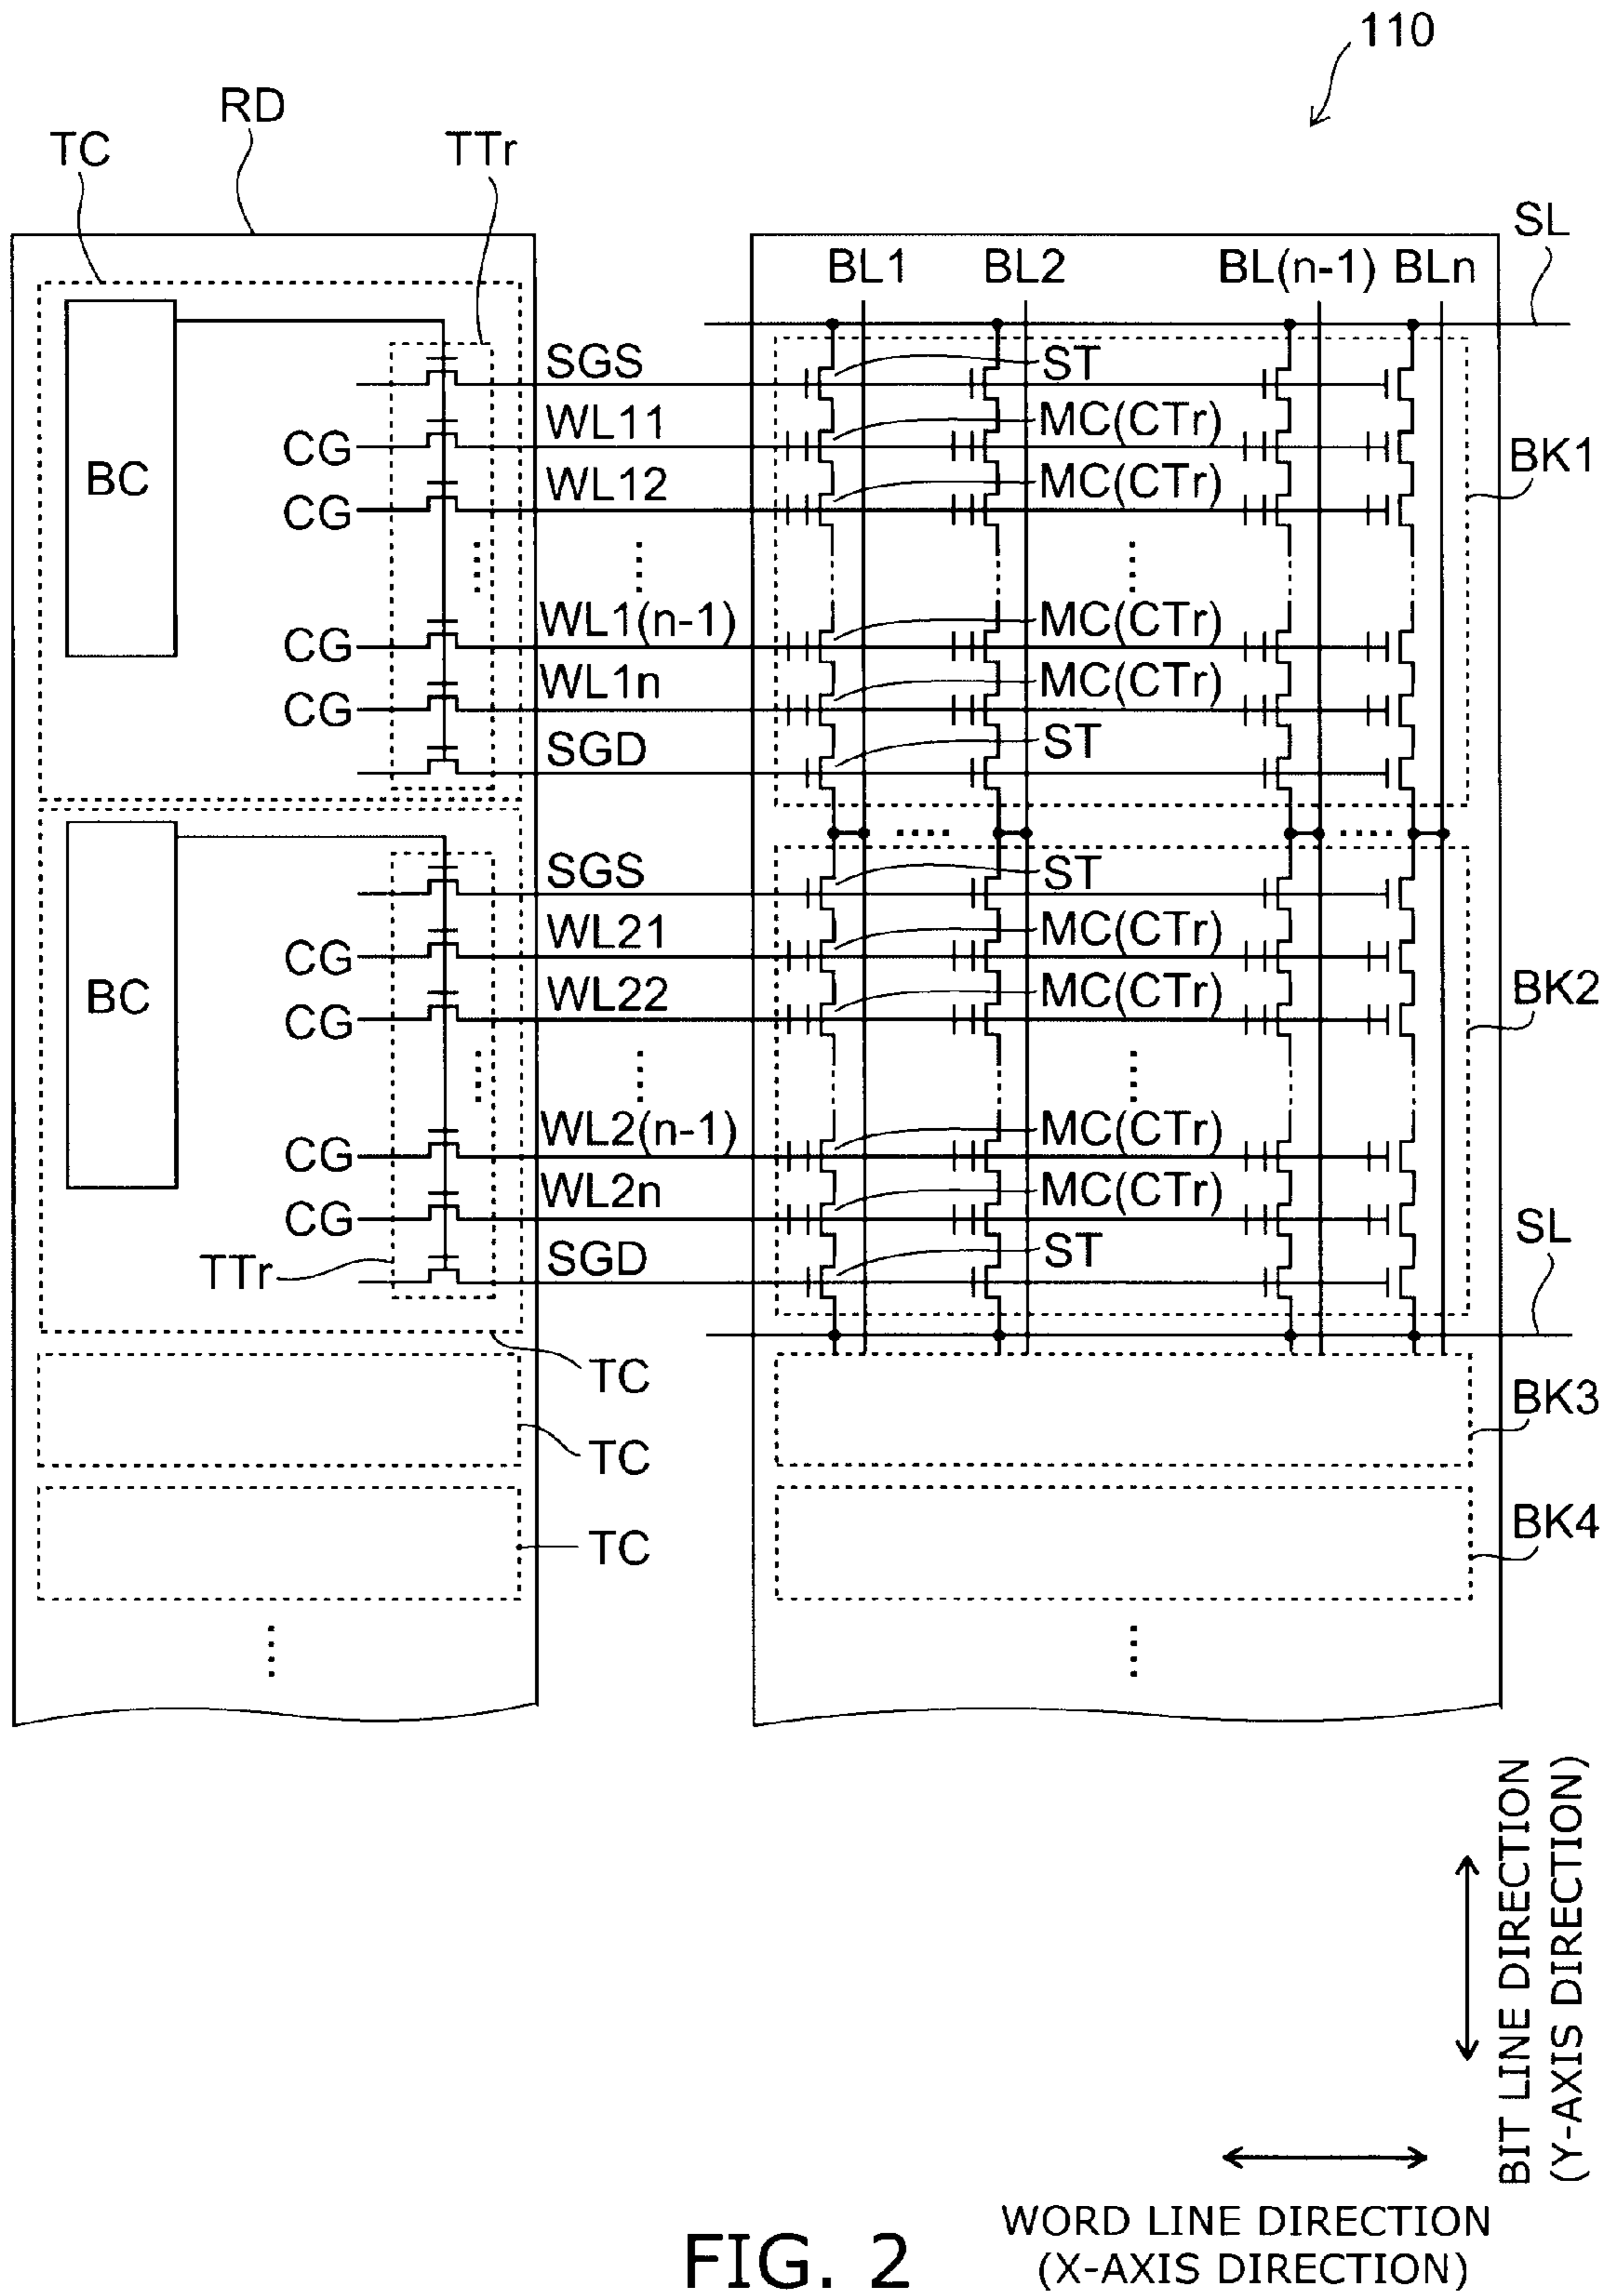 110
RD
TC
TTr
SL
BL1 BL2 BL(n-1) BLn
SGS ST
WL11 MC(CTr)
CG
BC
BK1
WL12 MC(CTr)
CG
WL1(n-1) MC(CTr)
CG
WL1n MC(CTr)
CG
SGD ST
SGS ST
WL21 MC(CTr)
CG
BC
BK2
WL22 MC(CTr)
CG
WL2(n-1) MC(CTr)
CG
WL2n MC(CTr)
CG
SL
TTr
SGD ST
TC
BK3
TC
BK4
TC
BIT LINE DIRECTION
(Y-AXIS DIRECTION)
WORD LINE DIRECTION
(X-AXIS DIRECTION)
FIG. 2